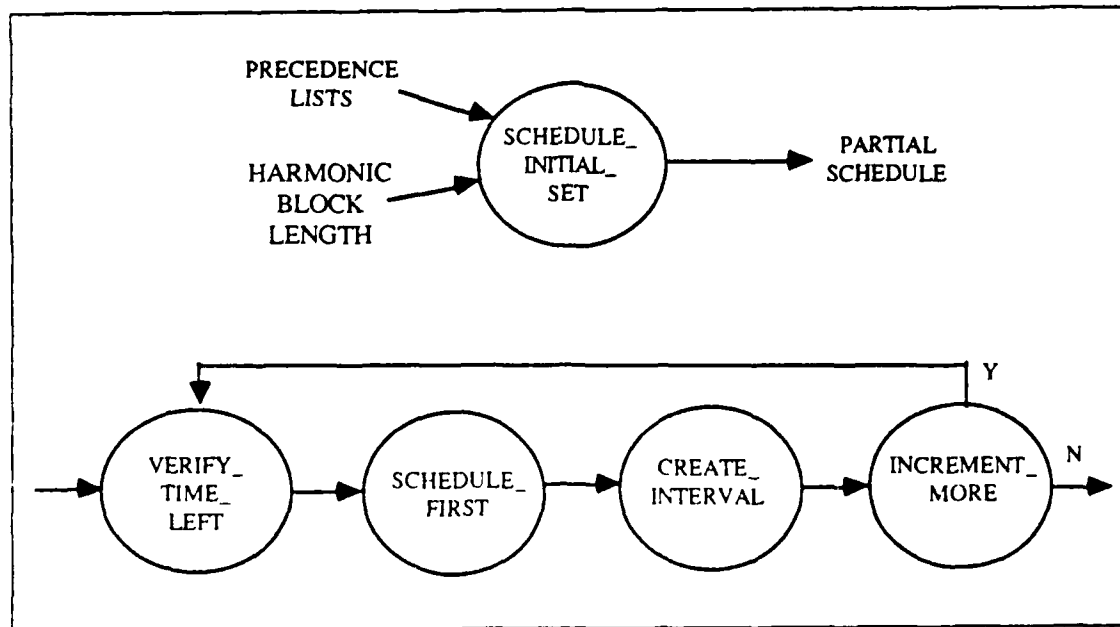 PRECEDENCE
LISTS
HARMONIC
BLOCK
LENGTH
SCHEDULE_
INITIAL_
SET
PARTIAL
SCHEDULE
Y
VERIFY_
TIME_
LEFT
SCHEDULE_
FIRST
CREATE_
INTERVAL
INCREMENT_
MORE
N